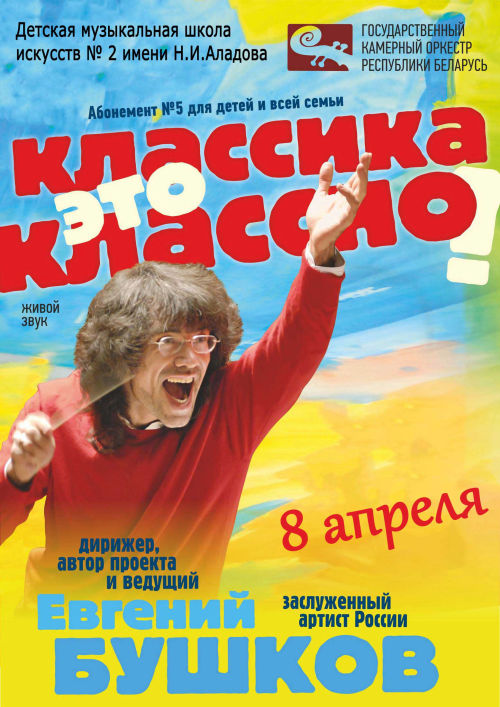 Детская музыкальная школа
искусств № 2 имени Н.И.Аладова
ГОСУДАРСТВЕННЫЙ
КАМЕРНЫЙ ОРКЕСТР
РЕСПУБЛИКИ БЕЛАРУСЬ
Абонемент №5 для детей и всей семьи
КЛАССИКА
ЭТО
КЛАССНО!
живой
звук
8 апреля
дирижер,
автор проекта
и ведущий
Евгений
заслуженный
артист России
БУШКОВ